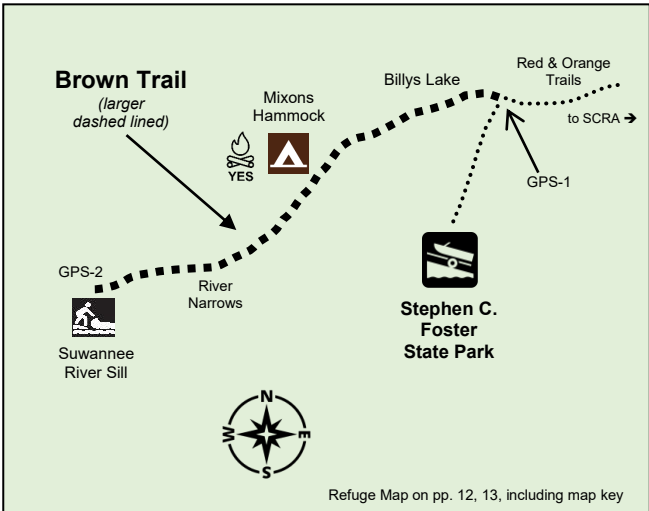 Red & Orange
Trails
Billys Lake
Brown Trail
(larger
dashed lined)
Mixons
Hammock
to SCRA →
YES
GPS-1
GPS-2
River
Narrows
Stephen C.
Foster
State Park
Suwannee
River Sill
N
W
E
S
Refuge Map on pp. 12, 13, including map key